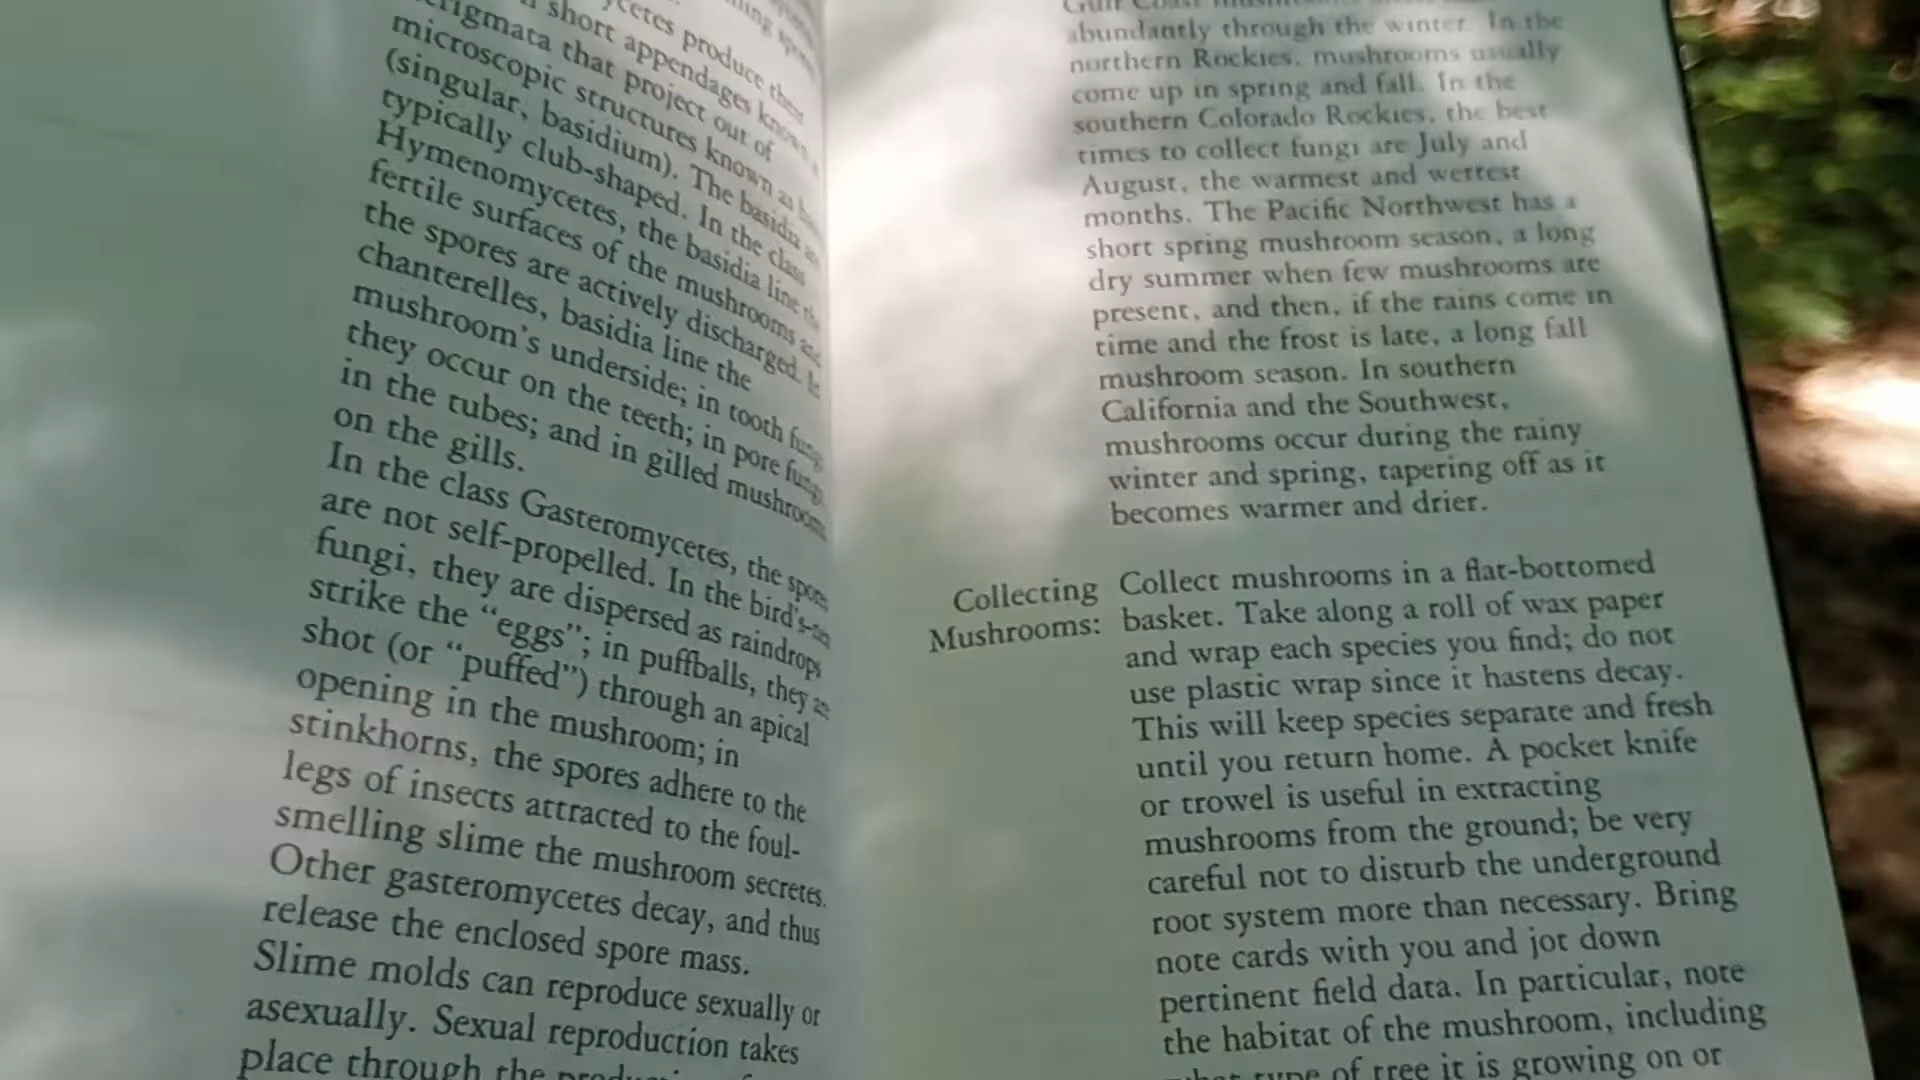 ycetes produce these
short appendages known
erigmata that project out of
microscopic structures known as
(singular, basidium). The basidia are
typically club-shaped. In the class
Hymenomycetes, the basidia line the
fertile surfaces of the mushrooms and
the spores are actively discharged. In
chanterelles, basidia line the
mushroom's underside; in tooth fungi
they occur on the teeth; in pore fungi
in the tubes; and in gilled mushrooms
on the gills.
In the class Gasteromycetes, the spores
are not self-propelled. In the bird's-
fungi, they are dispersed as raindrops
strike the "eggs"; in puffballs, they are
shot (or "puffed") through an apical
opening in the mushroom; in
stinkhorns, the spores adhere to the
legs of insects attracted to the foul-
smelling slime the mushroom secretes.
Other gasteromycetes decay, and thus
release the enclosed spore mass.
Slime molds can reproduce sexually or
asexually. Sexual reproduction takes
place through the
Gulf Coast
abundantly through the winter. In the
northern Rockies, mushrooms usually
come up in spring and fall. In the
southern Colorado Rockies, the best
times to collect fungi are July and
August, the warmest and wettest
months. The Pacific Northwest has a
short spring mushroom season, a long
dry summer when few mushrooms are
present, and then, if the rains come in
time and the frost is late, a long fall
mushroom season. In southern
California and the Southwest,
mushrooms occur during the rainy
winter and spring, tapering off as it
becomes warmer and drier.
Collecting
Mushrooms:
Collect mushrooms in a flat-bottomed
basket. Take along a roll of wax paper
and wrap each species you find; do not
use plastic wrap since it hastens decay.
This will keep species separate and fresh
until you return home. A pocket knife
or trowel is useful in extracting
mushrooms from the ground; be very
careful not to disturb the underground
root system more than necessary. Bring
note cards with you and jot down
pertinent field data. In particular, note
the habitat of the mushroom, including
what type of tree it is growing on or